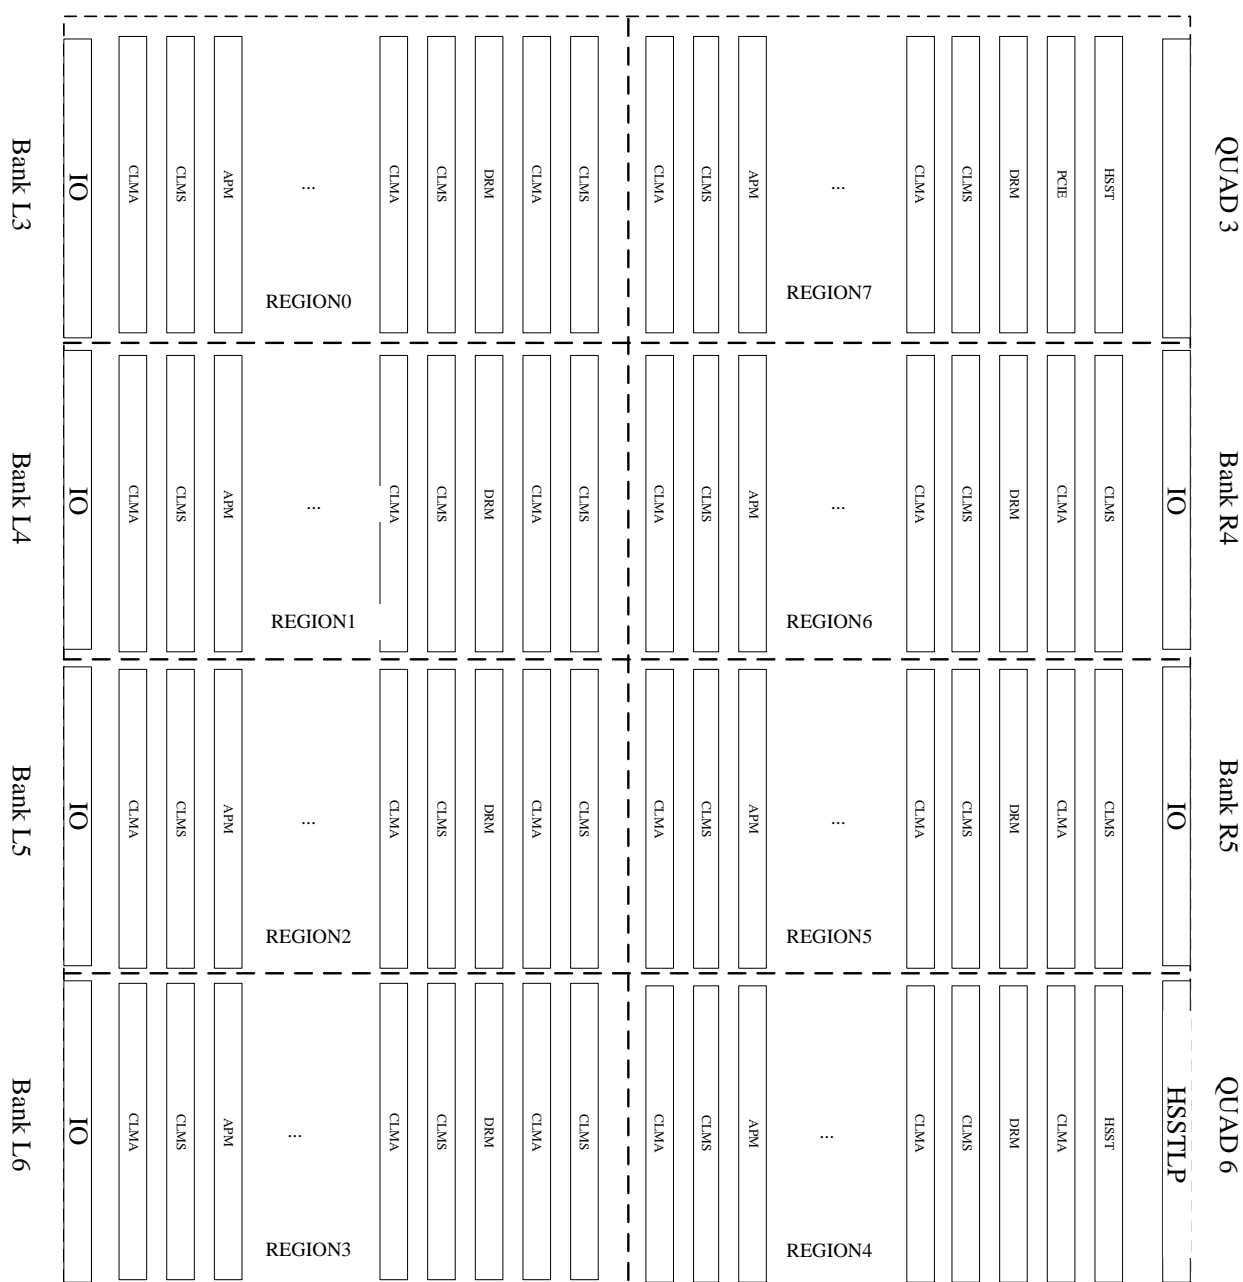 Bank L3
IO
CLMA
CLMS
APM
...
CLMA
CLMS
DRM
CLMA
CLMS
REGION0
CLMA
CLMS
APM
...
CLMA
CLMS
DRM
PCIE
HSST
REGION7
QUAD 3
Bank L4
IO
CLMA
CLMS
APM
...
CLMA
CLMS
DRM
CLMA
CLMS
REGION1
CLMA
CLMS
APM
...
CLMA
CLMS
DRM
CLMA
CLMS
REGION6
IO
Bank R4
Bank L5
IO
CLMA
CLMS
APM
...
CLMA
CLMS
DRM
CLMA
CLMS
REGION2
CLMA
CLMS
APM
...
CLMA
CLMS
DRM
CLMA
CLMS
REGION5
IO
Bank R5
Bank L6
IO
CLMA
CLMS
APM
...
CLMA
CLMS
DRM
CLMA
CLMS
REGION3
CLMA
CLMS
APM
...
CLMA
CLMS
DRM
CLMA
HSST
REGION4
HSSTLP
QUAD 6